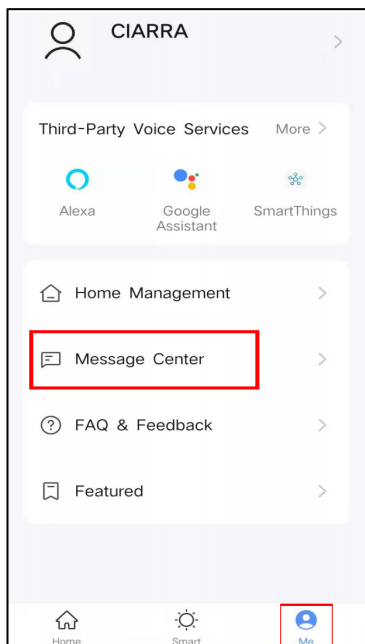 CIARRA
Third-Party Voice Services More
Alexa Google Assistant SmartThings
Home Management
Message Center
FAQ & Feedback
Featured
Home Smart Me